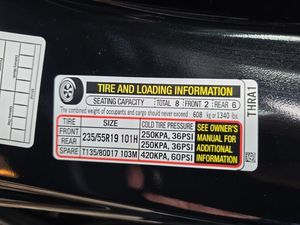 TIRE AND LOADING INFORMATION
SEATING CAPACITY TOTAL 8 FRONT 2 REAR 6
The combined weight of occupants and cargo should never exceed 608 kg or 1340 lbs.
TIRE SIZE COLD TIRE PRESSURE
FRONT 235/55R19 101H 250KPA, 36PSI
REAR 250KPA, 36PSI
SPARE T135/80D17 103M 420KPA, 60PSI
SEE OWNER'S
MANUAL FOR
ADDITIONAL
INFORMATION
THRA1